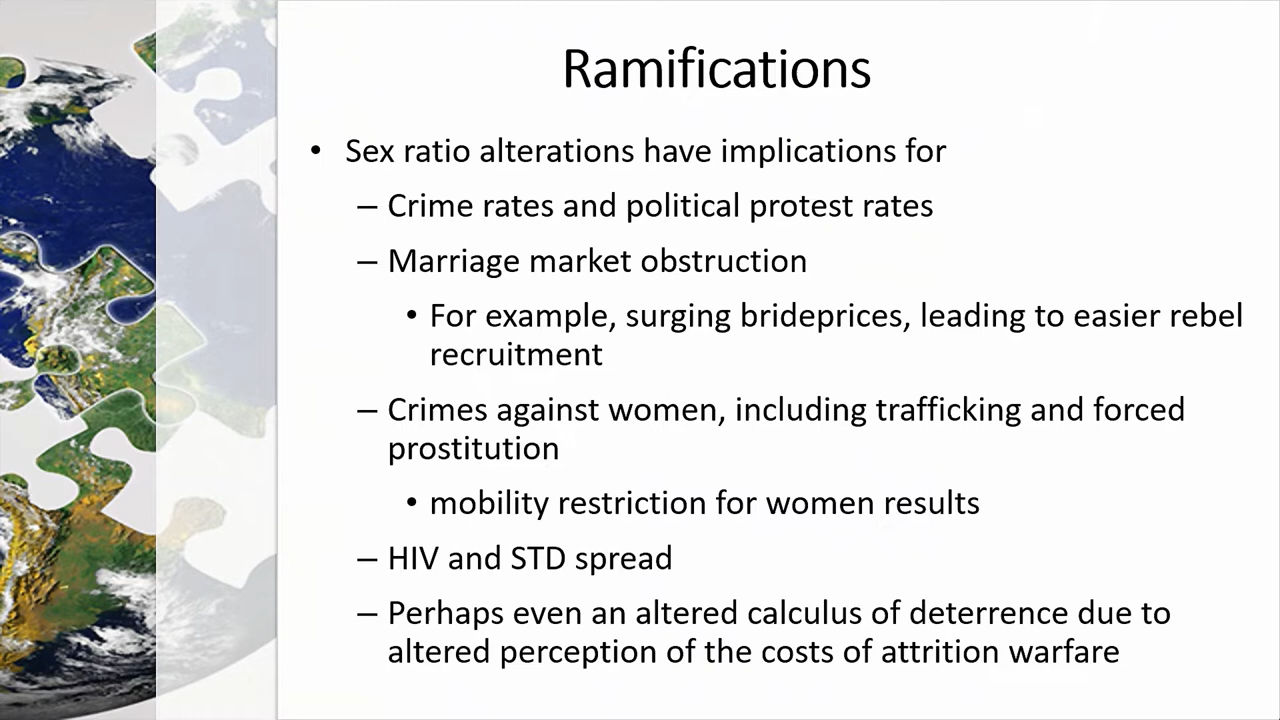 Ramifications
• Sex ratio alterations have implications for
– Crime rates and political protest rates
– Marriage market obstruction
• For example, surging brideprices, leading to easier rebel
recruitment
– Crimes against women, including trafficking and forced
prostitution
• mobility restriction for women results
– HIV and STD spread
– Perhaps even an altered calculus of deterrence due to
altered perception of the costs of attrition warfare